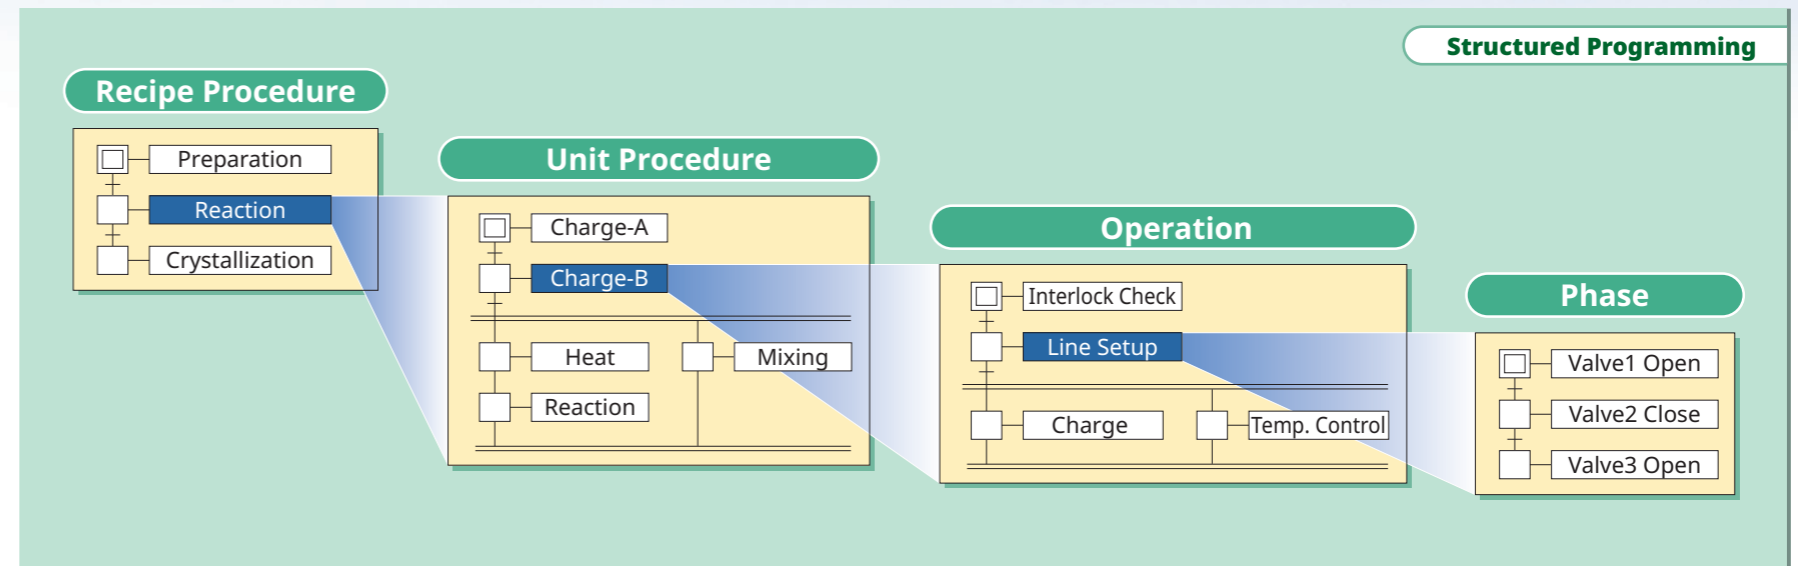 Structured Programming
Recipe Procedure
Preparation
Reaction
Crystallization
Unit Procedure
Charge-A
Charge-B
Heat
Mixing
Reaction
Operation
Interlock Check
Line Setup
Charge
Temp. Control
Phase
Valve1 Open
Valve2 Close
Valve3 Open